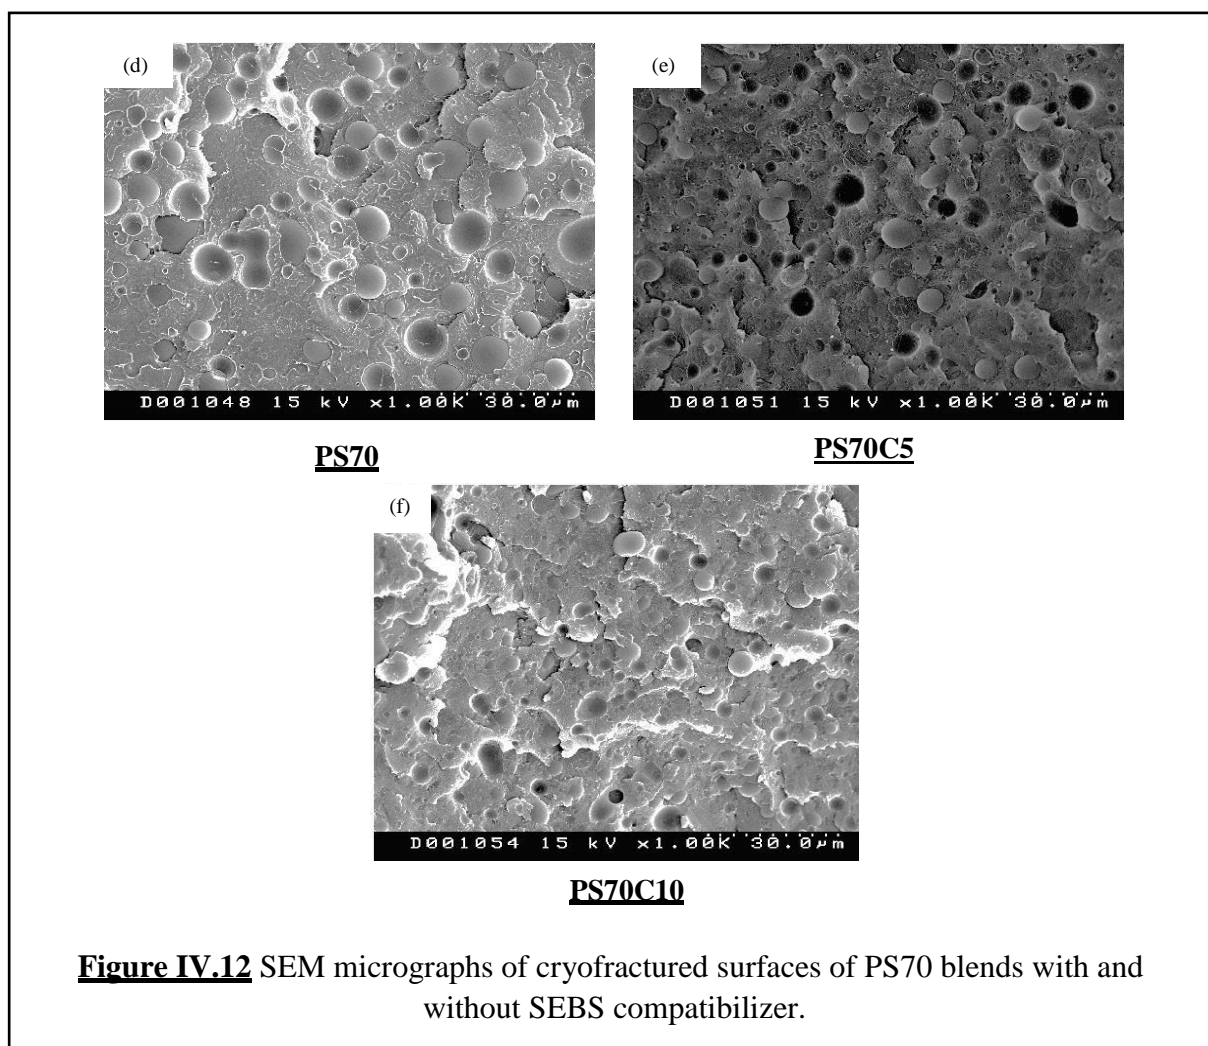 (d)
(e)
D001048 15 kV x1.00K 30.0μm
D001051 15 kV x1.00K 30.0μm
PS70
PS70C5
(f)
D001054 15 kV x1.00K 30.0μm
PS70C10
Figure IV.12 SEM micrographs of cryofractured surfaces of PS70 blends with and
without SEBS compatibilizer.